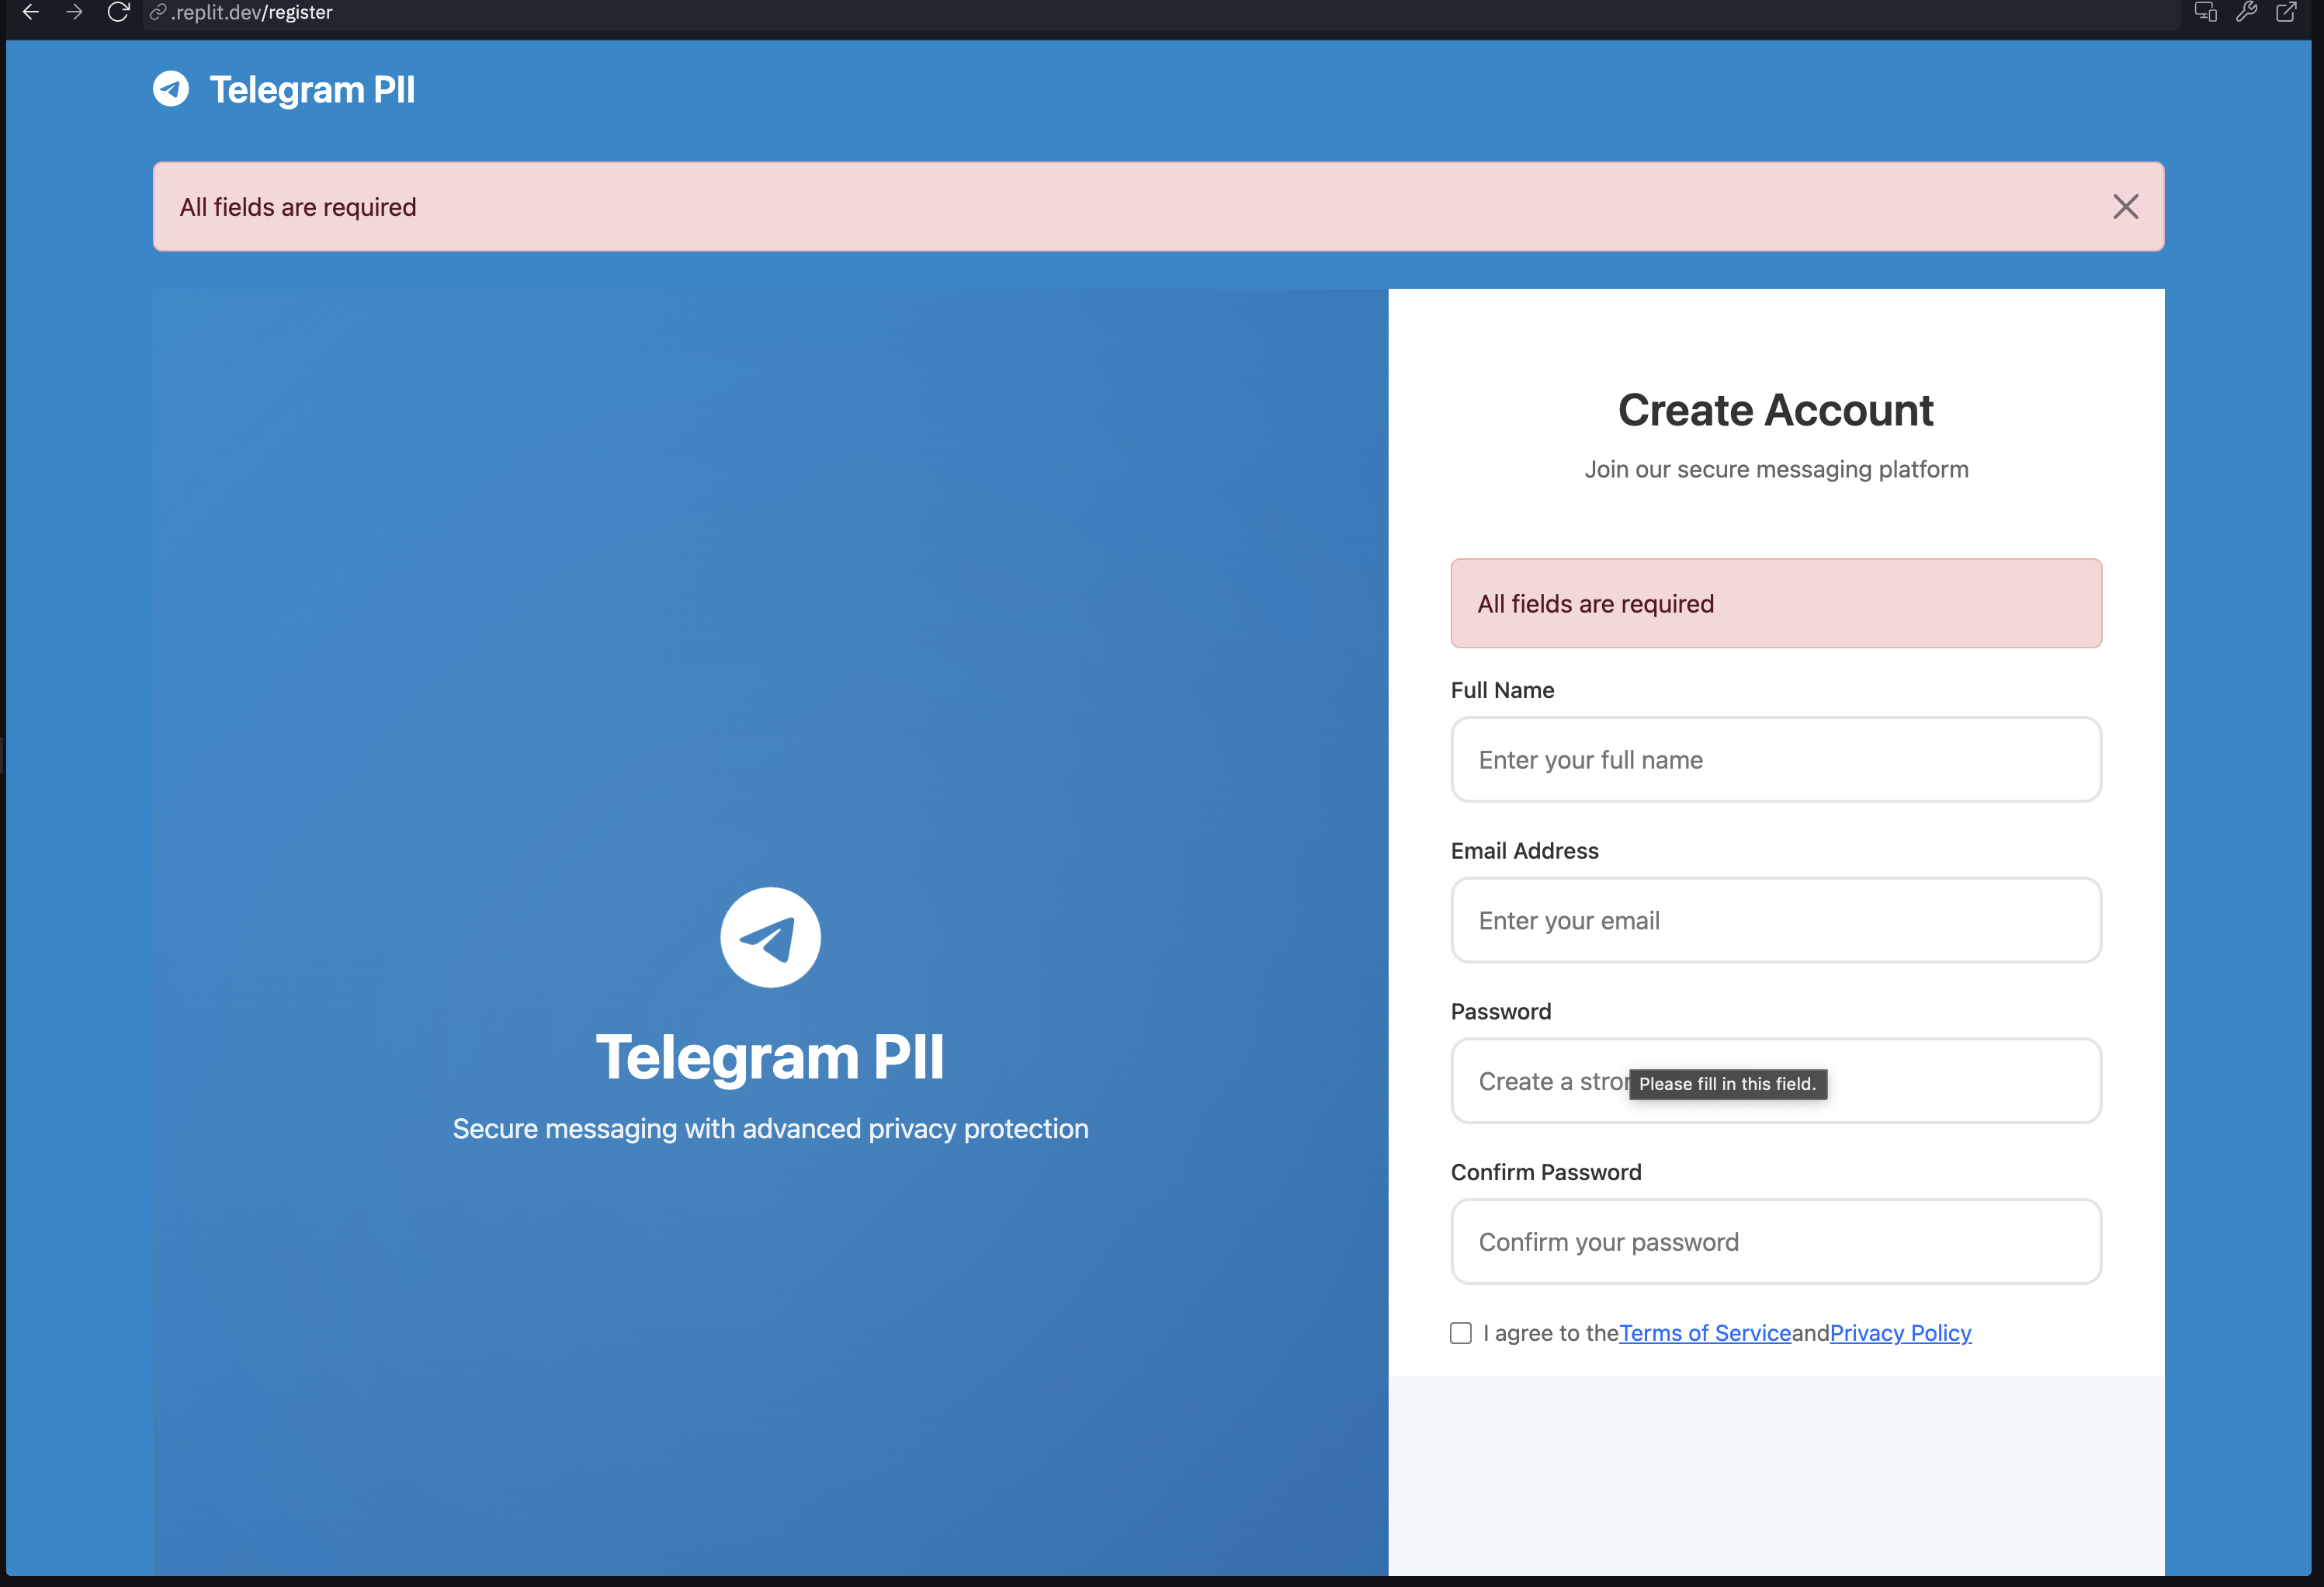 .replit.dev/register
Telegram PII
All fields are required
Telegram PII
Secure messaging with advanced privacy protection
Create Account
Join our secure messaging platform
All fields are required
Full Name
Enter your full name
Email Address
Enter your email
Password
Create a
Please fill in this field.
Confirm Password
Confirm your password
I agree to theTerms of ServiceandPrivacy Policy